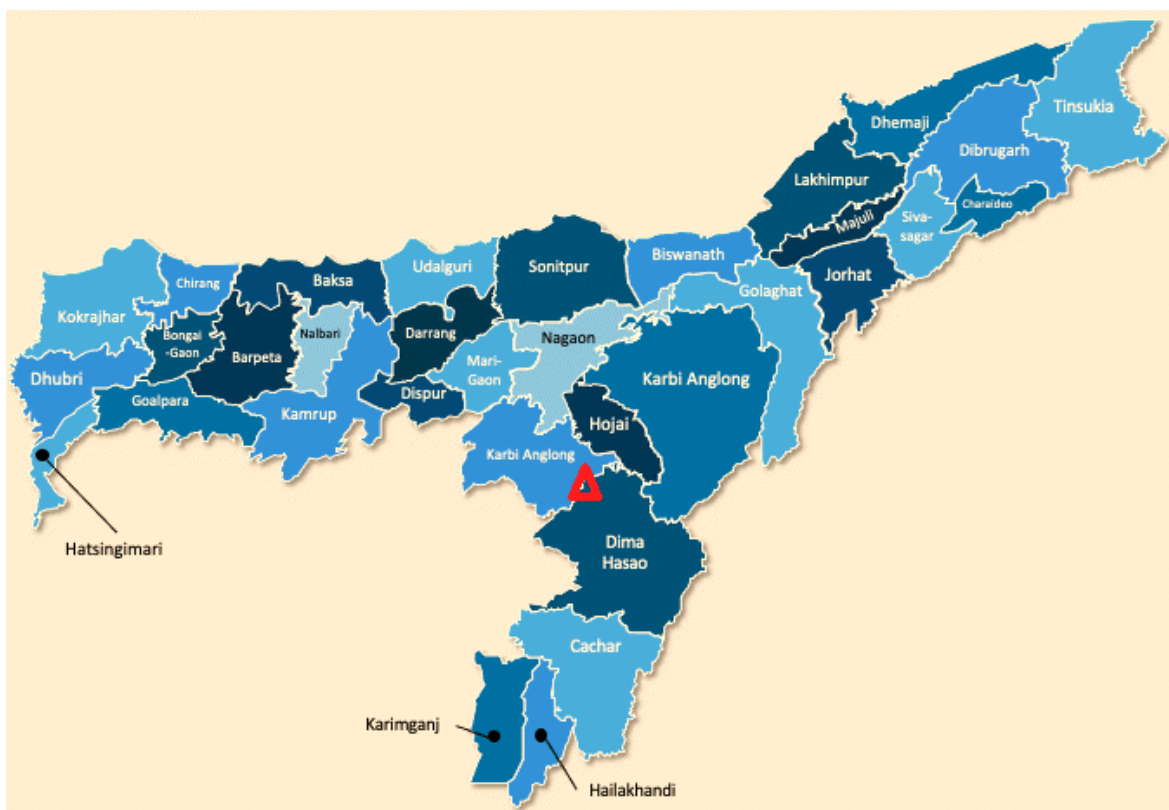 Tinsukia
Dhemaji
Dibrugarh
Lakhimpur
Charaideo
Majuli
Siva-
sagar
Biswanath
Sonitpur
Udalguri
Jorhat
Baksa
Chirang
Golaghat
Kokrajhar
Bongai
-Gaon
Nalbari
Darrang
Nagaon
Barpeta
Mari-
Gaon
Karbi Anglong
Dhubri
Dispur
Goalpara
Kamrup
Hojai
Karbi Anglong
Hatsingimari
Dima
Hasao
Cachar
Karimganj
Hailakhandi